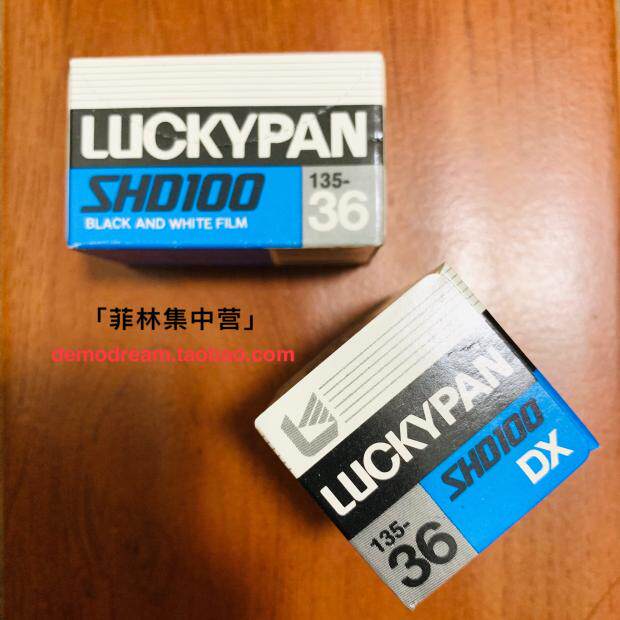 LUCKYPAN
SHD100
BLACK AND WHITE FILM
135-
36
「菲林集中营」
demodream.taobao.com
LUCKYPAN
SHD100
DX
135-
36